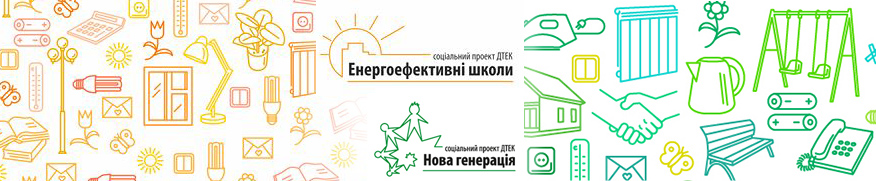 соціальний проект ДТЕК
Енергоефективні школи
соціальний проект ДТЕК
Нова генерація